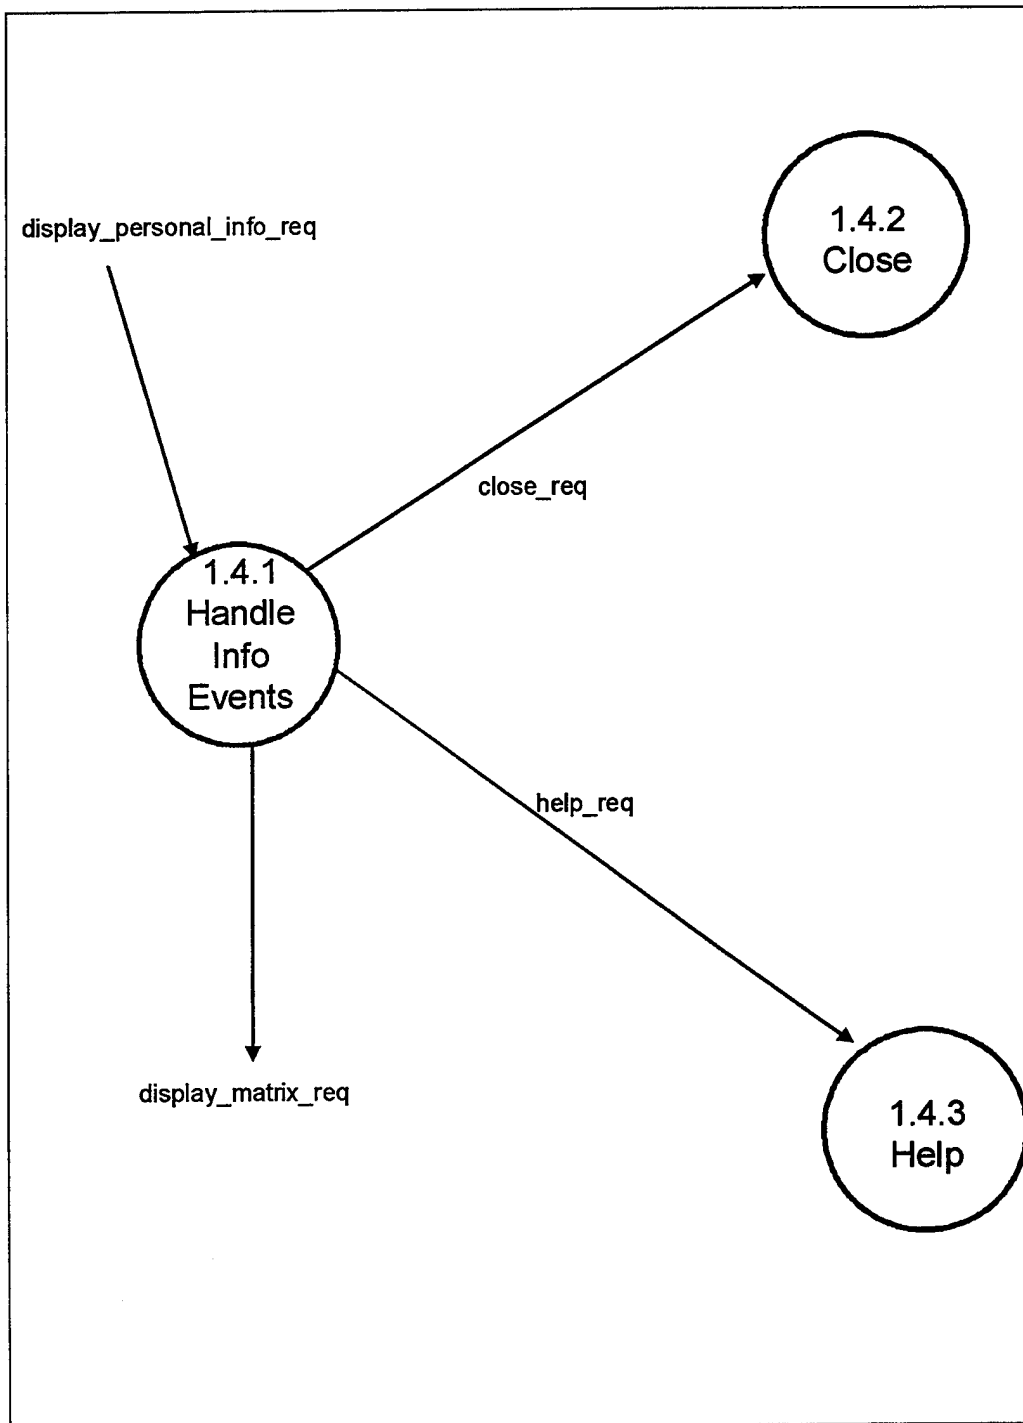 display_personal_info_req
1.4.2
Close
close_req
1.4.1
Handle
Info
Events
help_req
display_matrix_req
1.4.3
Help